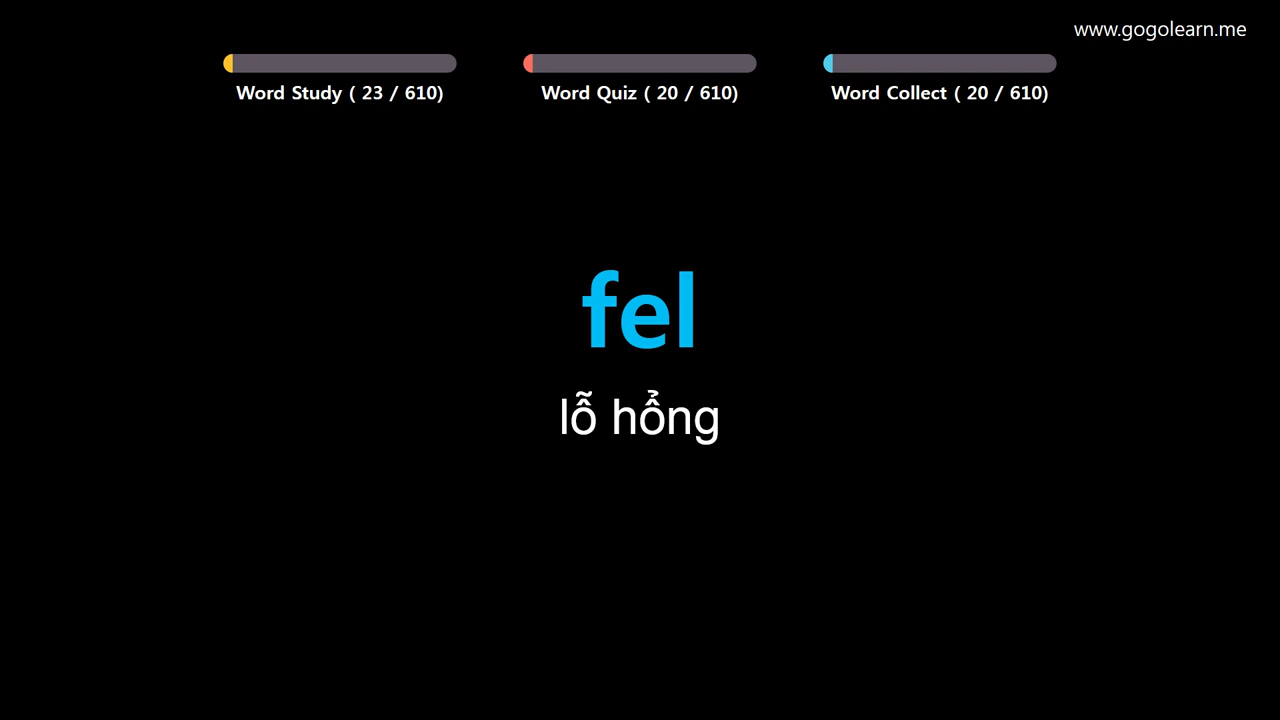 www.gogolearn.me
Word Study ( 23 / 610)
Word Quiz ( 20 / 610)
Word Collect ( 20 / 610)
fel
lỗ hổng